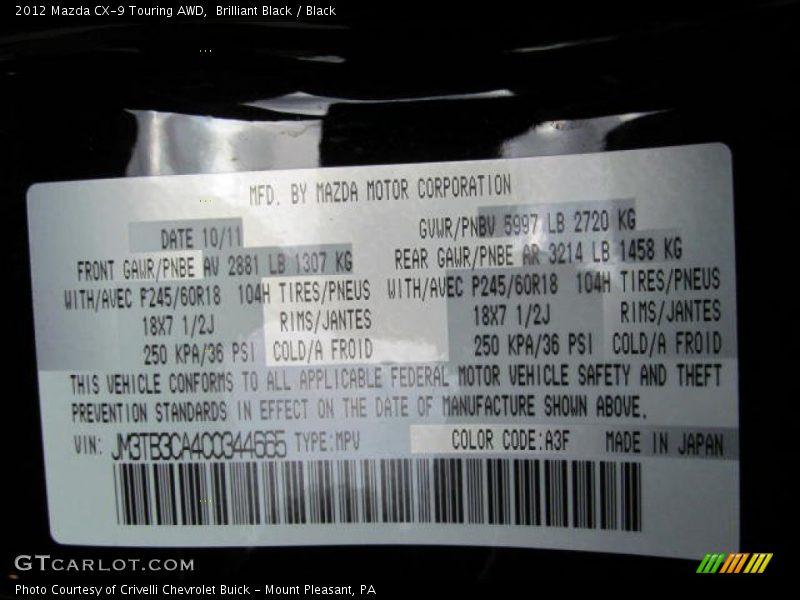 2012 Mazda CX-9 Touring AWD, Brilliant Black / Black
MFD. BY MAZDA MOTOR CORPORATION
DATE 10/11 GVWR/PNBV 5997 LB 2720 KG
FRONT GAWR/PNBE AV 2881 LB 1307 KG REAR GAWR/PNBE AR 3214 LB 1458 KG
WITH/AVEC P245/60R18 104H TIRES/PNEUS WITH/AVEC P245/60R18 104H TIRES/PNEUS
18X7 1/2J RIMS/JANTES 18X7 1/2J RIMS/JANTES
250 KPA/36 PSI COLD/A FROID 250 KPA/36 PSI COLD/A FROID
THIS VEHICLE CONFORMS TO ALL APPLICABLE FEDERAL MOTOR VEHICLE SAFETY AND THEFT
PREVENTION STANDARDS IN EFFECT ON THE DATE OF MANUFACTURE SHOWN ABOVE.
VIN: JM3TB3CA4C0344665 TYPE:MPV COLOR CODE:A3F MADE IN JAPAN
GTCARLOT.COM
Photo Courtesy of Crivelli Chevrolet Buick - Mount Pleasant, PA